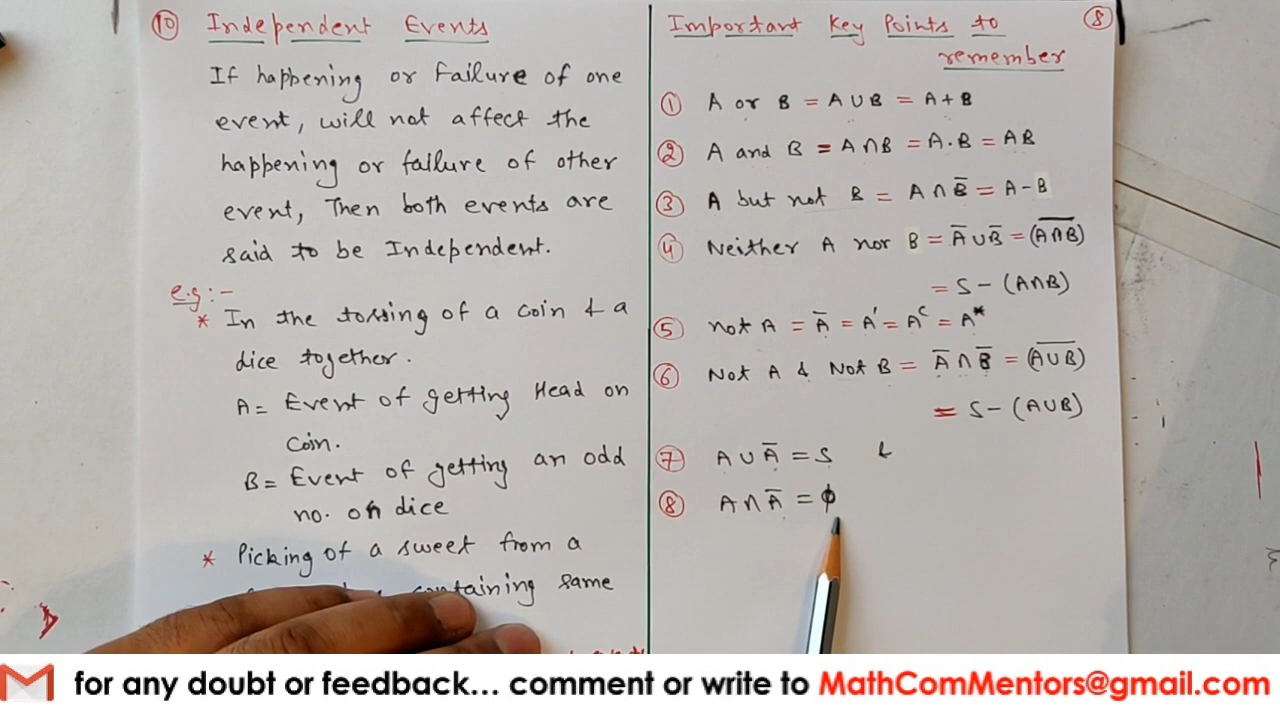 ⑩ Independent Events
If happening or Failure of one
event, will not affect the
happening or failure of other
event, Then both events are
said to be Independent.
e.g:-
* In the tossing of a coin & a
dice together.
A= Event of getting Head on
coin.
B= Event of getting an odd
no. on dice
* Picking of a sweet from a
containing same
⑧
Important Key Points to
remember
① A or B = A∪B = A+B
② A and B = A∩B = A.B = AB
③ A but not B = A∩B̅ = A-B
④ Neither A nor B = A̅∪B̅ = (A̅∩̅B̅)
= S-(A∩B)
⑤ not A = A̅ = A' = Aᶜ = A*
⑥ Not A & Not B = A̅∩B̅ = (A̅∪̅B̅)
= S-(A∪B)
⑦ A∪A̅ = S &
⑧ A∩A̅ = ϕ
for any doubt or feedback... comment or write to MathComMentors@gmail.com